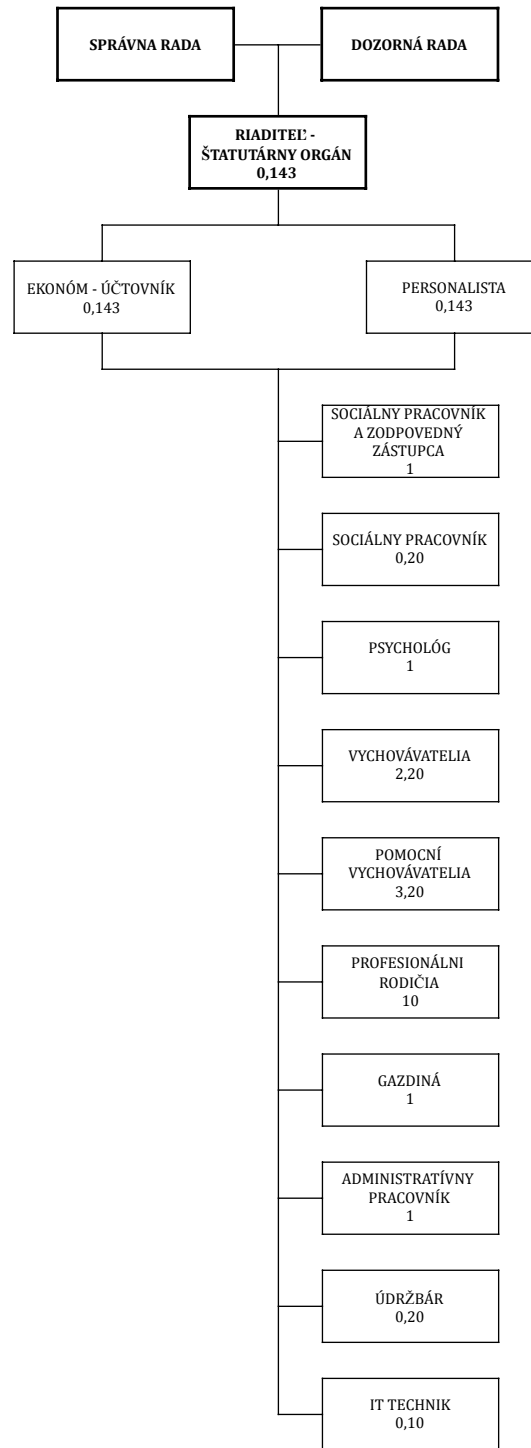 SPRÁVNA RADA
DOZORNÁ RADA
RIADITEĽ -
ŠTATUTÁRNY ORGÁN
0,143
EKONÓM - ÚČTOVNÍK
0,143
PERSONALISTA
0,143
SOCIÁLNY PRACOVNÍK
A ZODPOVEDNÝ
ZÁSTUPCA
1
SOCIÁLNY PRACOVNÍK
0,20
PSYCHOLÓG
1
VYCHOVÁVATELIA
2,20
POMOCNÍ
VYCHOVÁVATELIA
3,20
PROFESIONÁLNI
RODIČIA
10
GAZDINÁ
1
ADMINISTRATÍVNY
PRACOVNÍK
1
ÚDRŽBÁR
0,20
IT TECHNIK
0,10